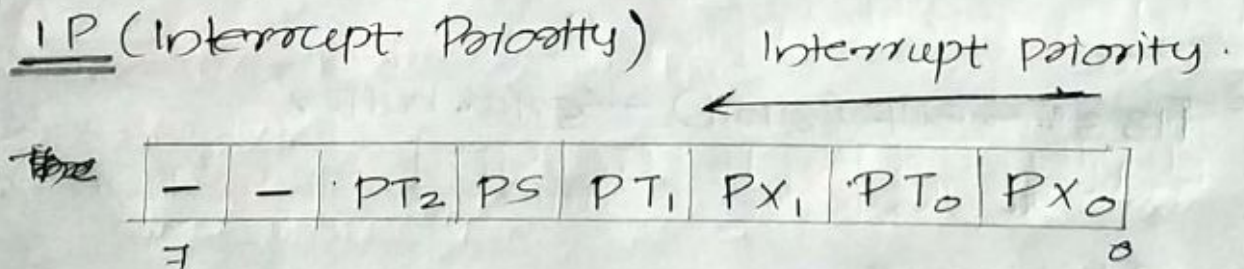 IP (Interrupt Priority) Interrupt priority.
- - PT2 PS PT1 PX1 PT0 PX0
7 0